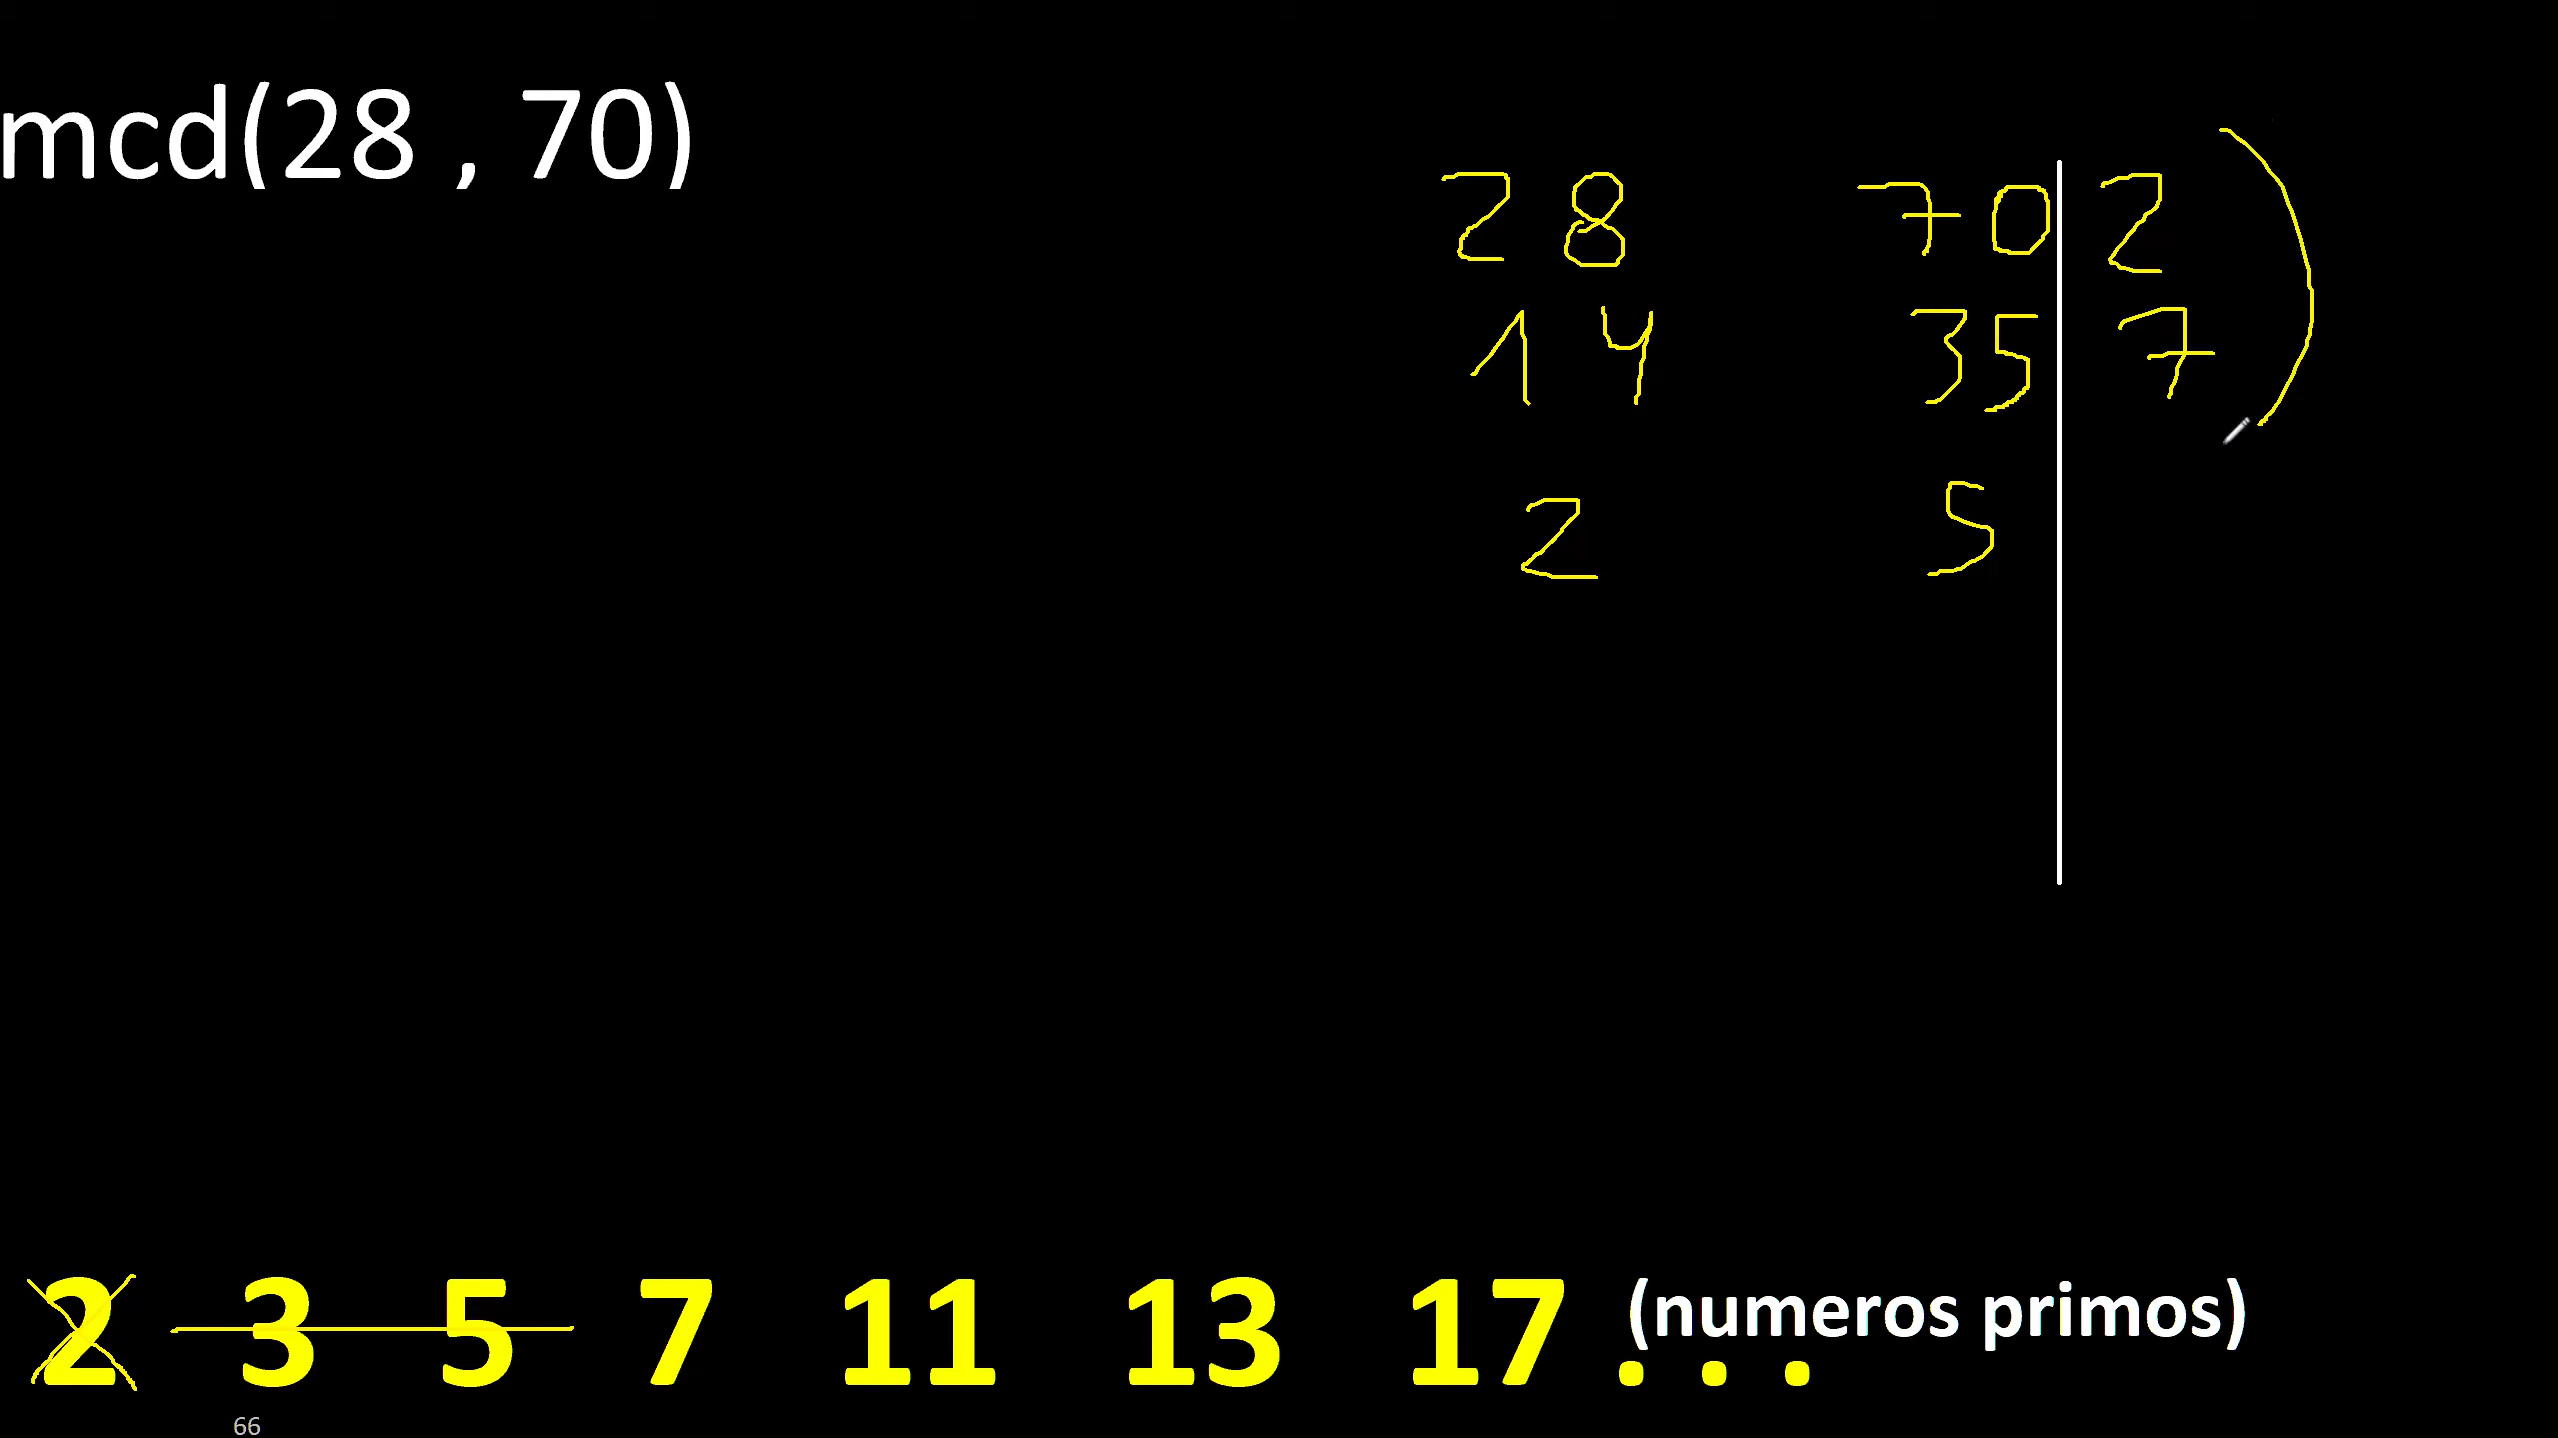 mcd(28 , 70)
28 70 2
14 35 7
2 5
2 3 5 7 11 13 17 . . . (numeros primos)
66